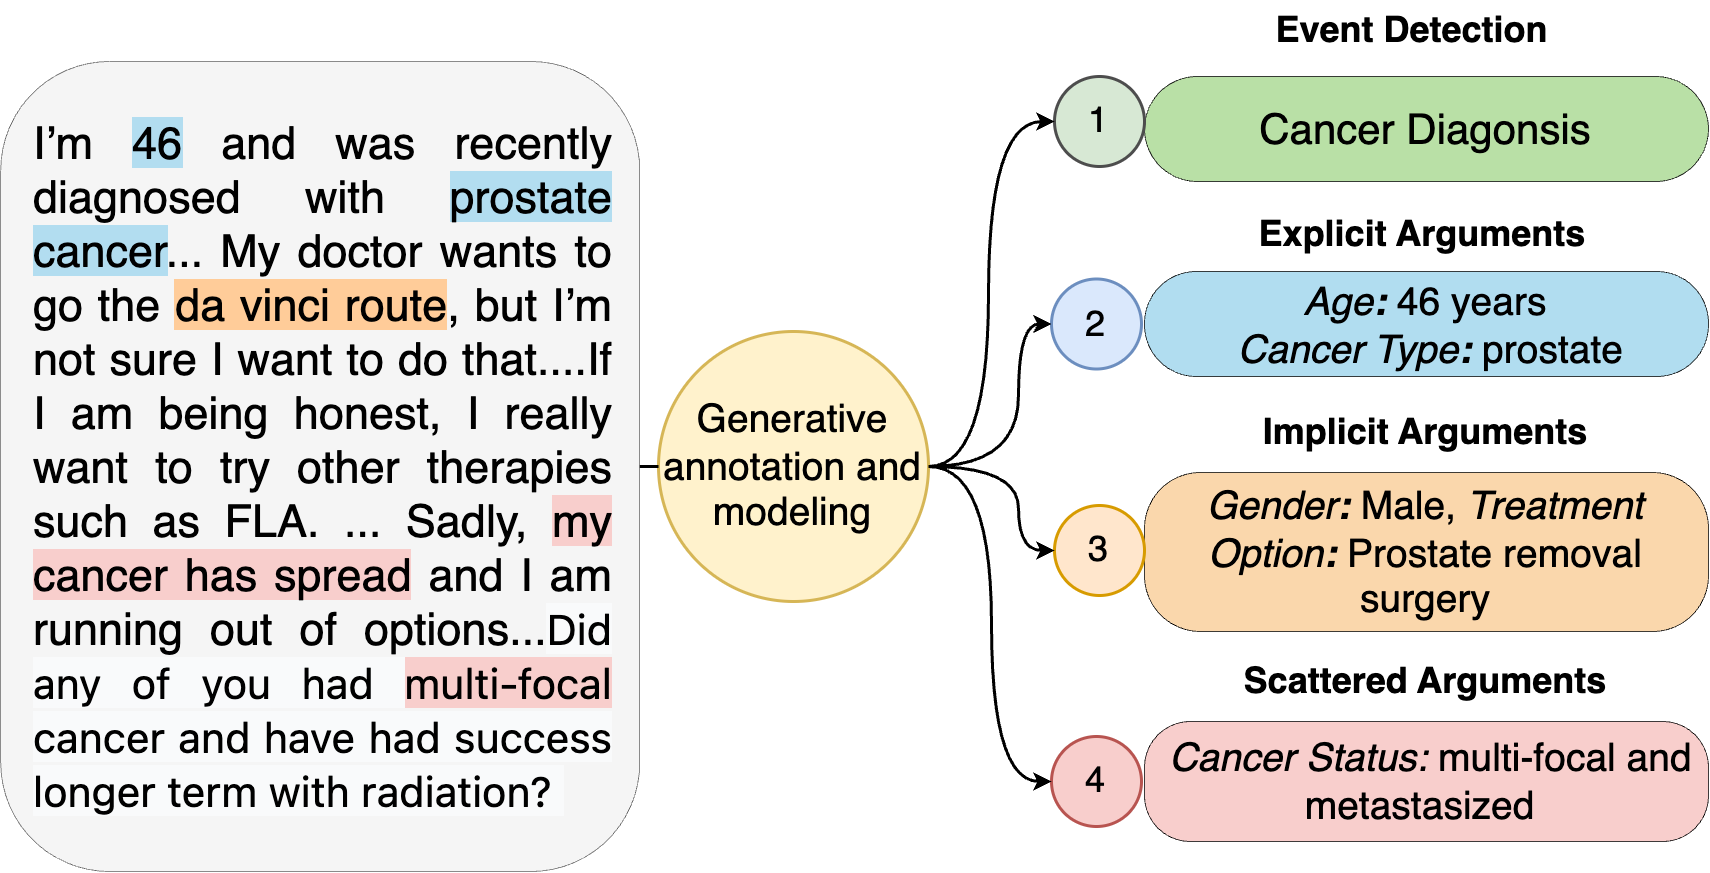 I’m 46 and was recently
diagnosed with prostate
cancer... My doctor wants to
go the da vinci route, but I’m
not sure I want to do that....If
I am being honest, I really
want to try other therapies
such as FLA. ... Sadly, my
cancer has spread and I am
running out of options...Did
any of you had multi-focal
cancer and have had success
longer term with radiation?
Generative
annotation and
modeling
Event Detection
1
Cancer Diagonsis
Explicit Arguments
2
Age: 46 years
Cancer Type: prostate
Implicit Arguments
3
Gender: Male, Treatment
Option: Prostate removal
surgery
Scattered Arguments
4
Cancer Status: multi-focal and
metastasized